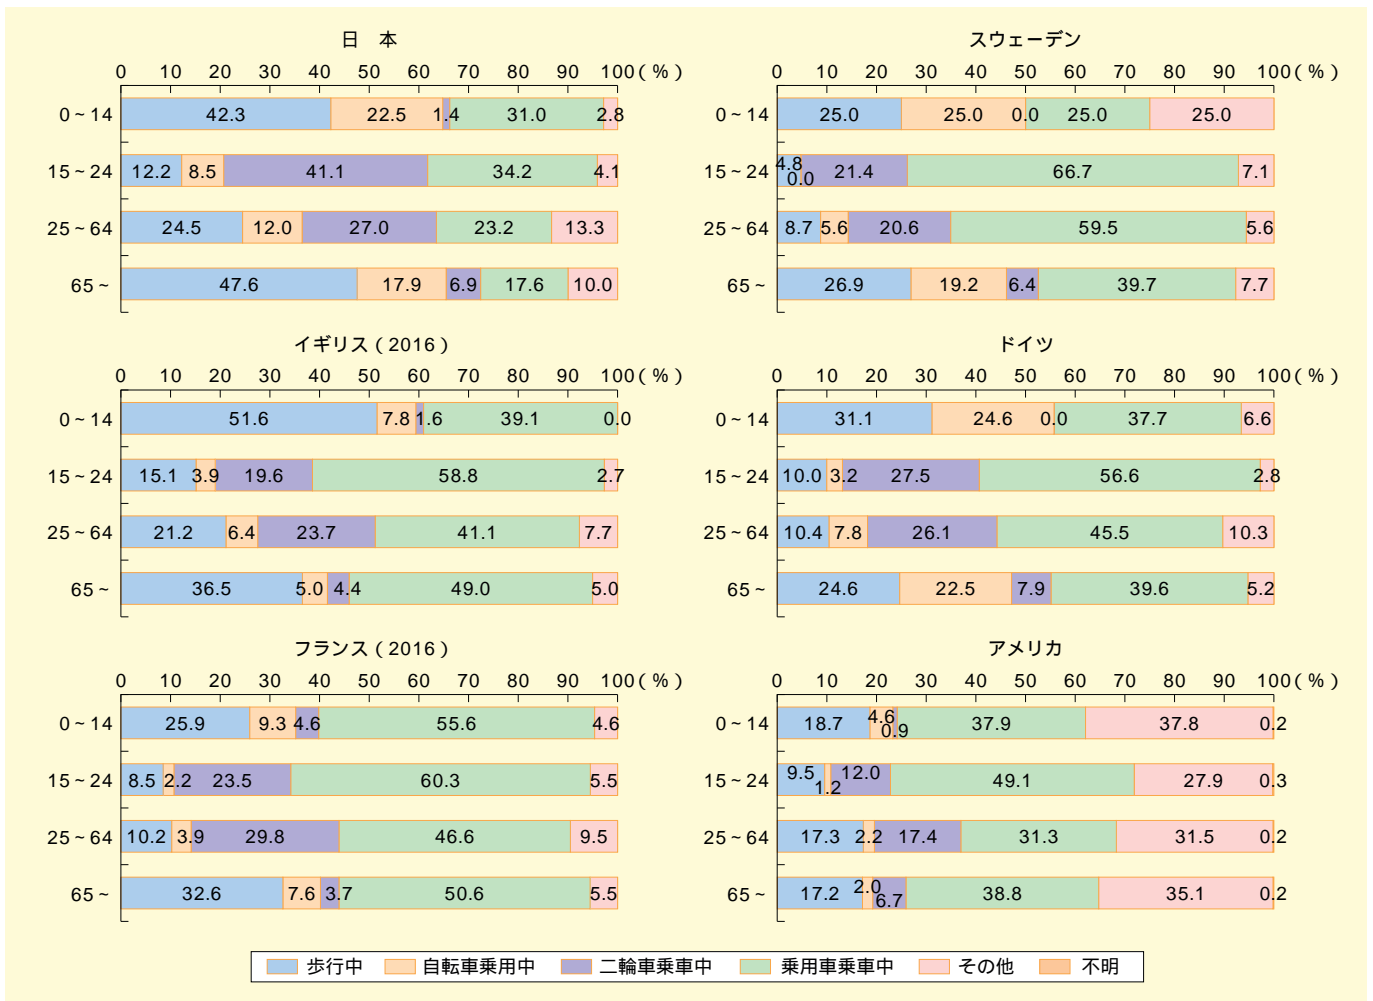 日　本
0 10 20 30 40 50 60 70 80 90 100(%)
0~14 42.3 22.5 1.4 31.0 2.8
15~24 12.2 8.5 41.1 34.2 4.1
25~64 24.5 12.0 27.0 23.2 13.3
65~ 47.6 17.9 6.9 17.6 10.0
スウェーデン
0 10 20 30 40 50 60 70 80 90 100(%)
0~14 25.0 25.0 0.0 25.0 25.0
15~24 4.8 0.0 21.4 66.7 7.1
25~64 8.7 5.6 20.6 59.5 5.6
65~ 26.9 19.2 6.4 39.7 7.7
イギリス(2016)
0 10 20 30 40 50 60 70 80 90 100(%)
0~14 51.6 7.8 1.6 39.1 0.0
15~24 15.1 3.9 19.6 58.8 2.7
25~64 21.2 6.4 23.7 41.1 7.7
65~ 36.5 5.0 4.4 49.0 5.0
ドイツ
0 10 20 30 40 50 60 70 80 90 100(%)
0~14 31.1 24.6 0.0 37.7 6.6
15~24 10.0 3.2 27.5 56.6 2.8
25~64 10.4 7.8 26.1 45.5 10.3
65~ 24.6 22.5 7.9 39.6 5.2
フランス(2016)
0 10 20 30 40 50 60 70 80 90 100(%)
0~14 25.9 9.3 4.6 55.6 4.6
15~24 8.5 2.2 23.5 60.3 5.5
25~64 10.2 3.9 29.8 46.6 9.5
65~ 32.6 7.6 3.7 50.6 5.5
アメリカ
0 10 20 30 40 50 60 70 80 90 100(%)
0~14 18.7 4.6 0.9 37.9 37.8 0.2
15~24 9.5 1.2 12.0 49.1 27.9 0.3
25~64 17.3 2.2 17.4 31.3 31.5 0.2
65~ 17.2 2.0 6.7 38.8 35.1 0.2
歩行中 自転車乗用中 二輪車乗車中 乗用車乗車中 その他 不明